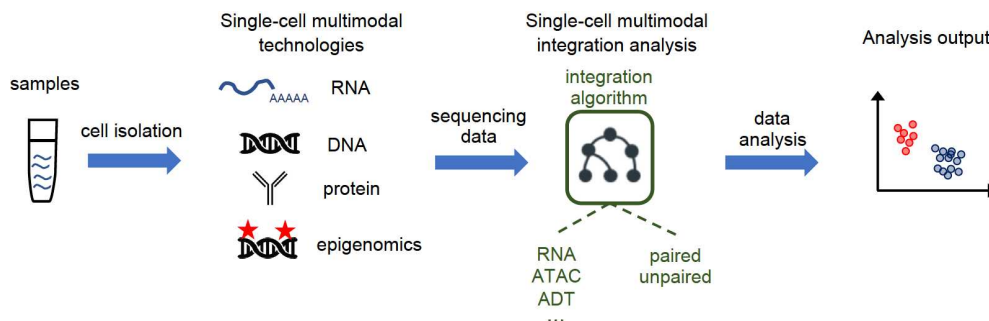 Single-cell multimodal
technologies
Single-cell multimodal
integration analysis
Analysis output
samples
cell isolation
RNA
AAAAA
DNA
protein
epigenomics
sequencing
data
integration
algorithm
data
analysis
RNA
ATAC
ADT
...
paired
unpaired